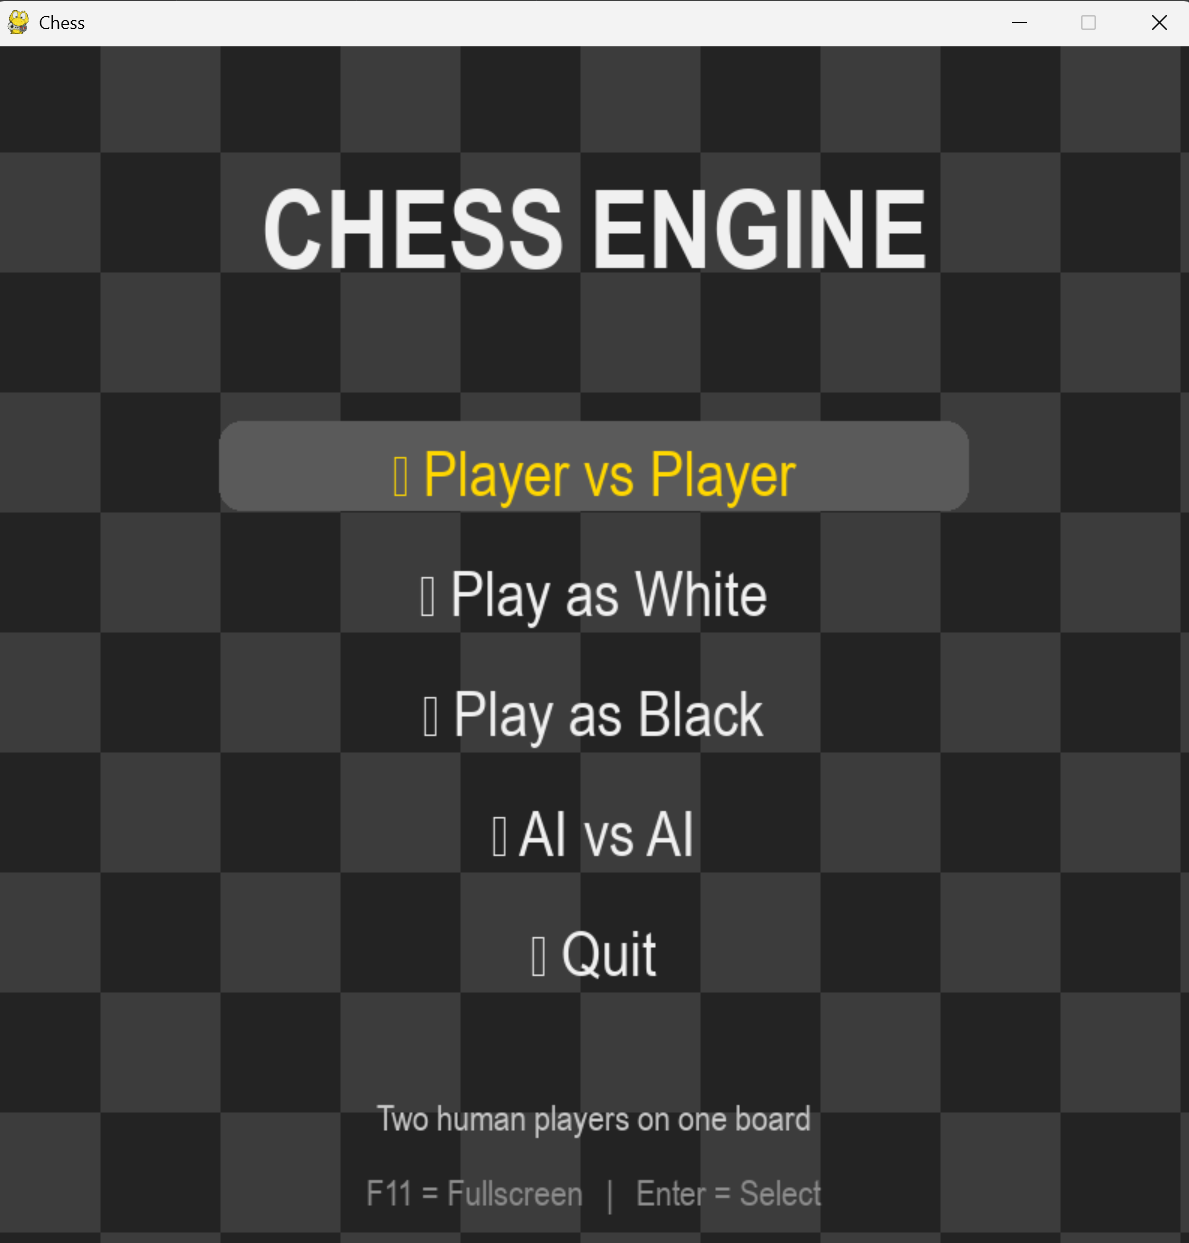 Chess
CHESS ENGINE
▯ Player vs Player
▯ Play as White
▯ Play as Black
▯ AI vs AI
▯ Quit
Two human players on one board
F11 = Fullscreen | Enter = Select